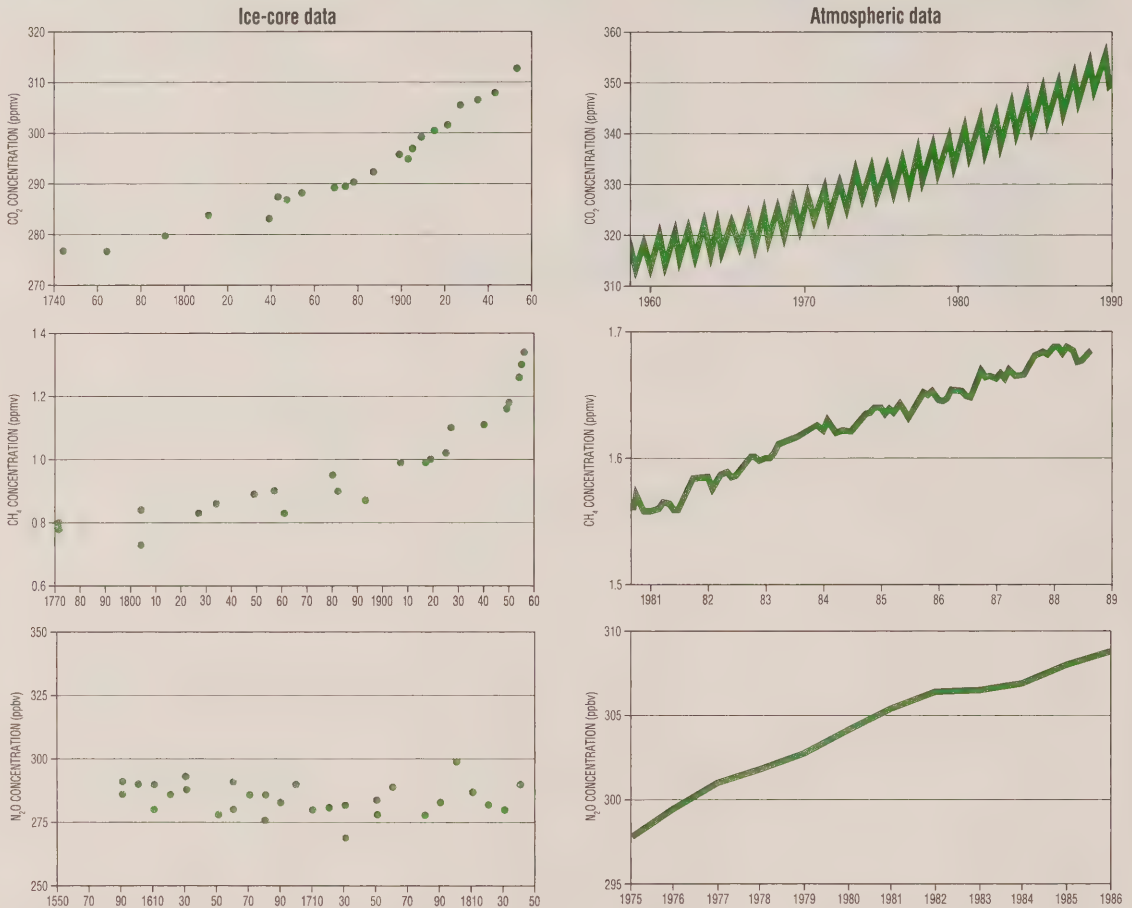 Ice-core data
CO2 CONCENTRATION (ppmv)
320
310
300
290
280
270
1740 60 80 1800 20 40 60 80 1900 20 40 60
Atmospheric data
CO2 CONCENTRATION (ppmv)
360
350
340
330
320
310
1960 1970 1980 1990
CH4 CONCENTRATION (ppmv)
1.4
1.2
1.0
0.8
0.6
1770 80 90 1800 10 20 30 40 50 60 70 80 90 1900 10 20 30 40 50 60
CH4 CONCENTRATION (ppmv)
1.7
1.6
1.5
1981 82 83 84 85 86 87 88 89
N2O CONCENTRATION (ppbv)
350
325
300
275
250
1550 70 90 1610 30 50 70 90 1710 30 50 70 90 1810 30 50
N2O CONCENTRATION (ppbv)
310
305
300
295
1975 1976 1977 1978 1979 1980 1981 1982 1983 1984 1985 1986